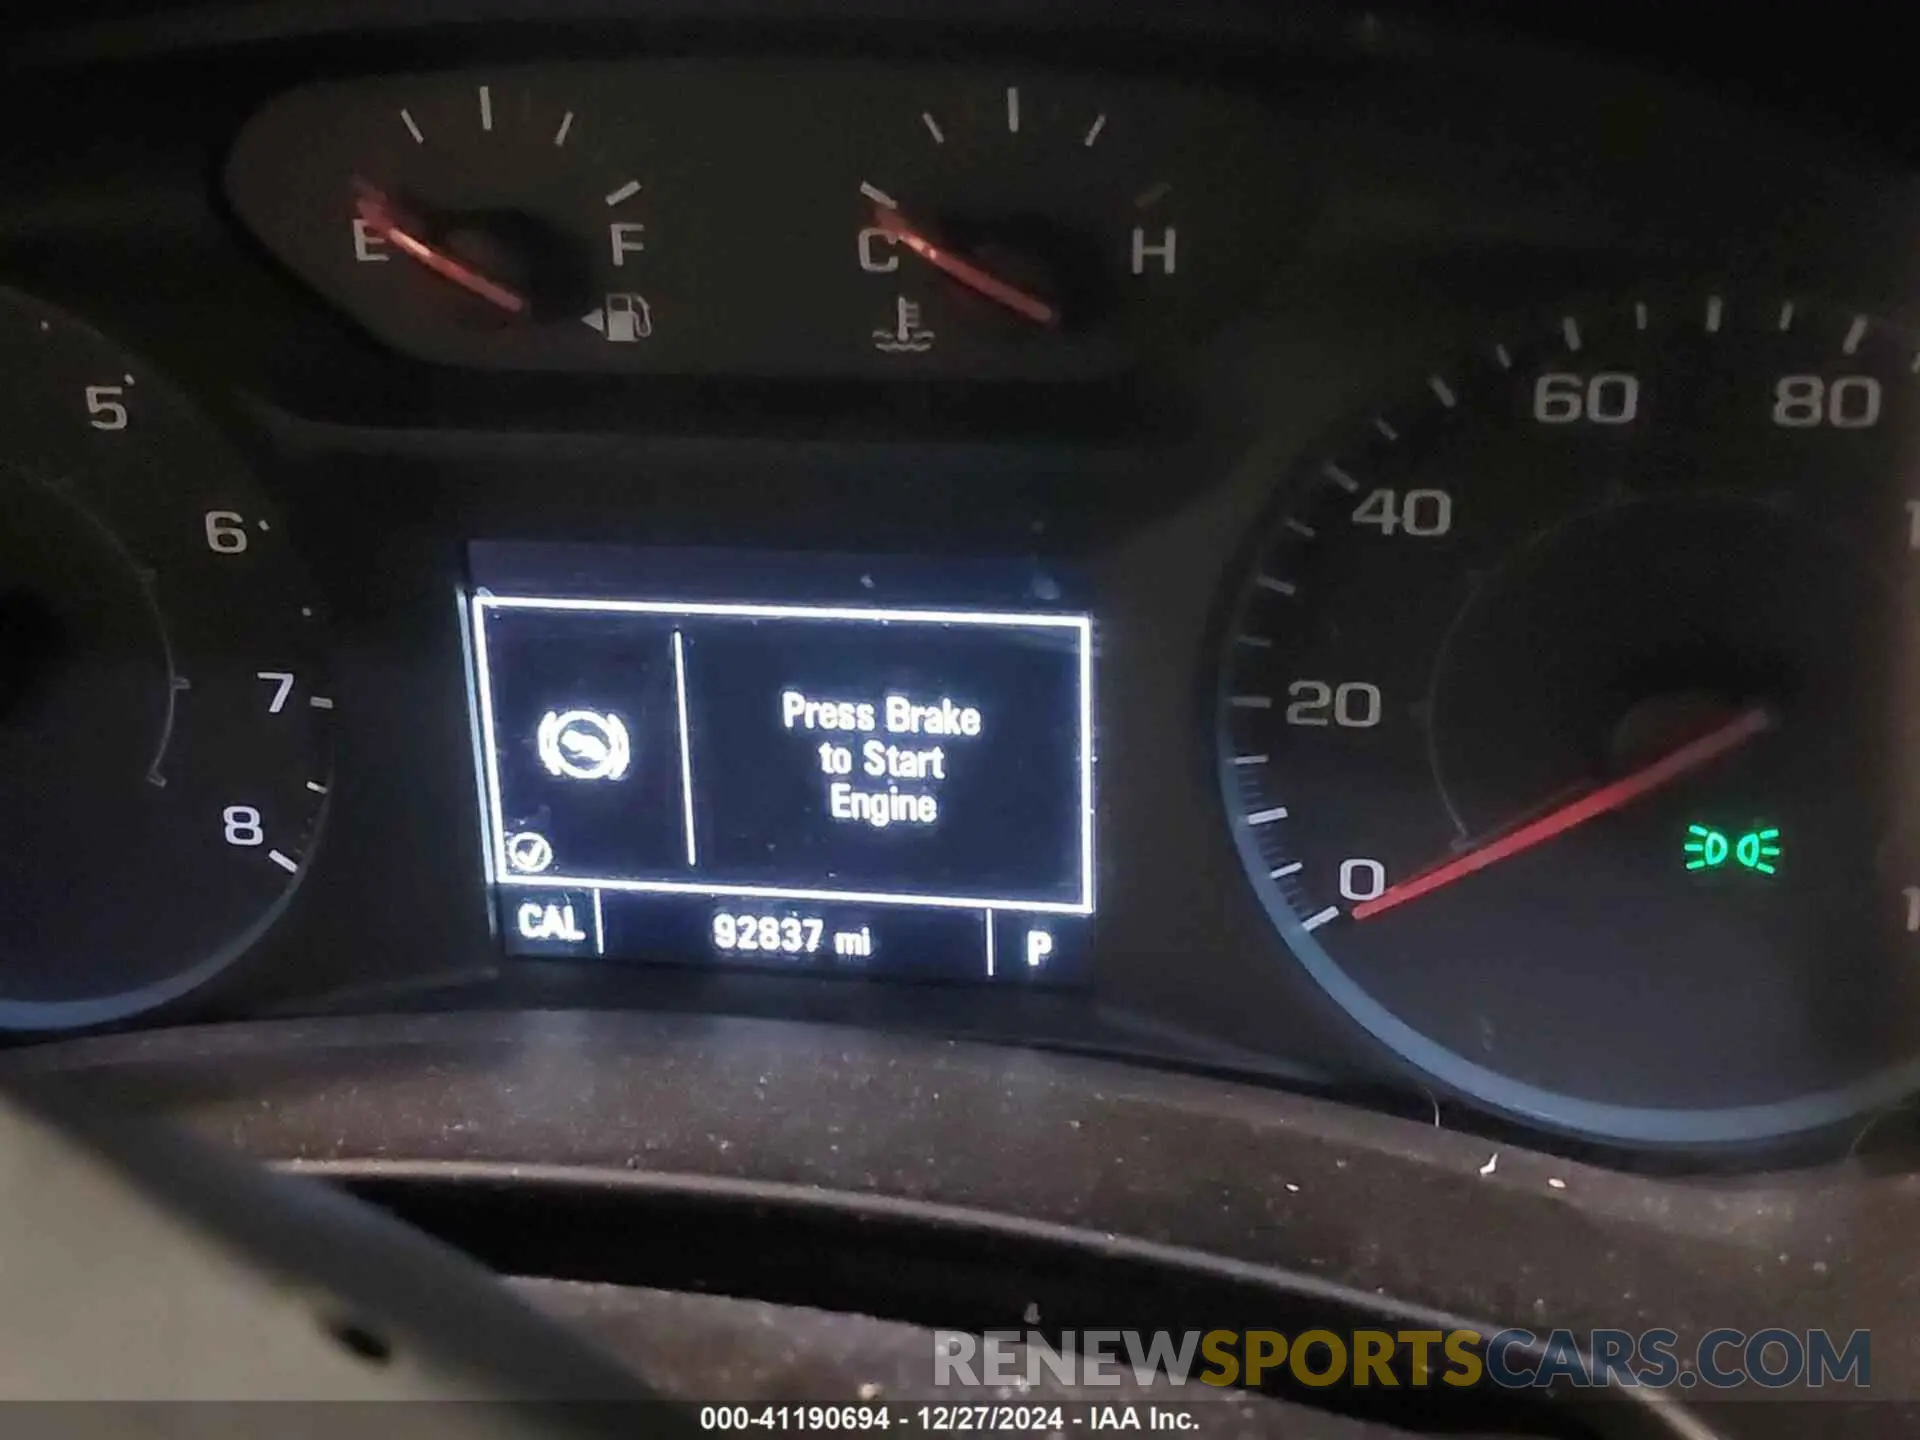 E F C H
5
6
7
8
60 80
40
20
0
Press Brake
to Start
Engine
CAL 92837 mi P
RENEWSPORTSCARS.COM
000-41190694 - 12/27/2024 - IAA Inc.